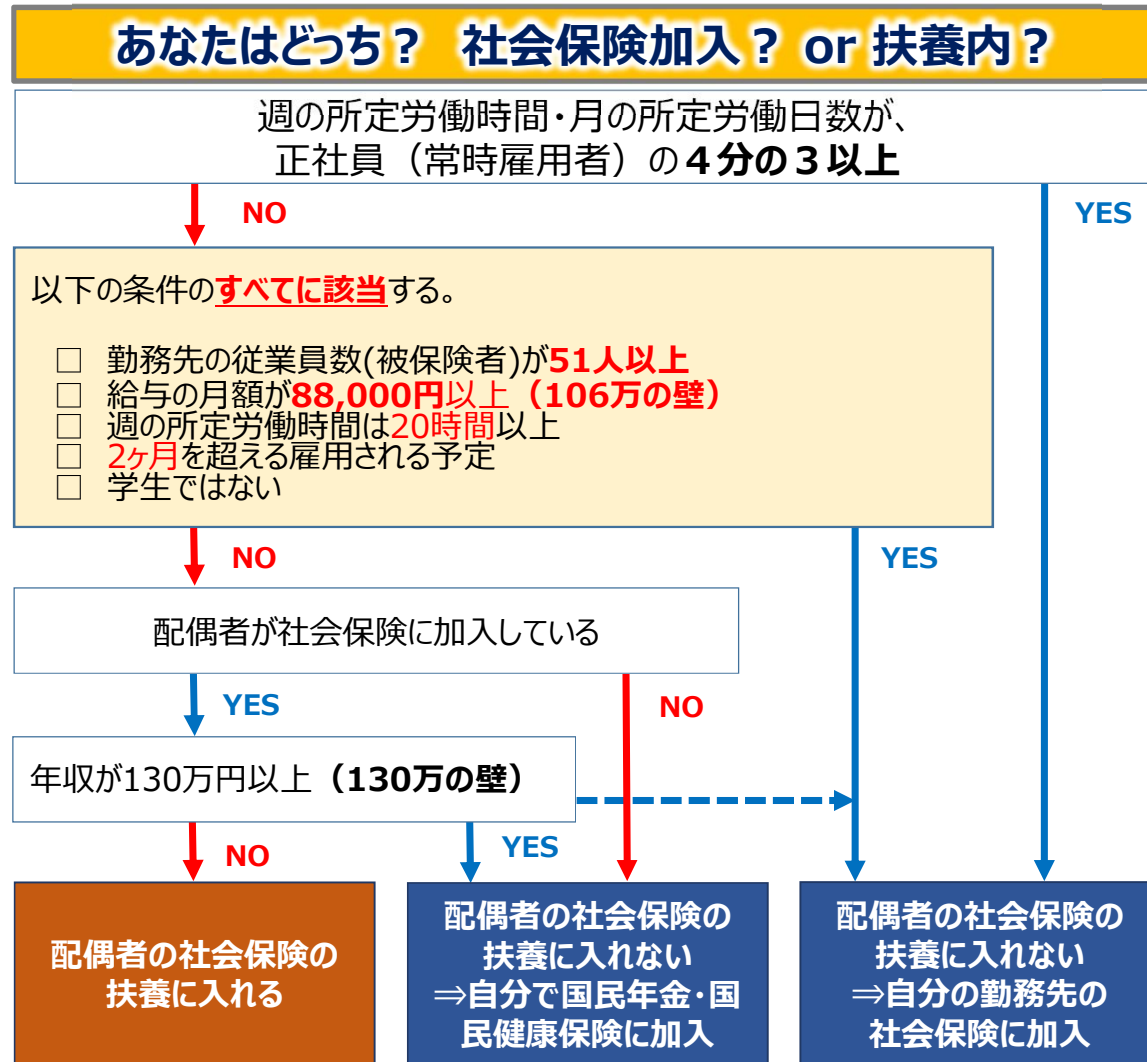 あなたはどっち？ 社会保険加入？ or 扶養内？
週の所定労働時間・月の所定労働日数が、
正社員（常時雇用者）の４分の３以上
NO
YES
以下の条件のすべてに該当する。
□ 勤務先の従業員数(被保険者)が51人以上
□ 給与の月額が88,000円以上（106万の壁）
□ 週の所定労働時間は20時間以上
□ 2ヶ月を超える雇用される予定
□ 学生ではない
NO
YES
配偶者が社会保険に加入している
YES
NO
年収が130万円以上（130万の壁）
NO
YES
配偶者の社会保険の
扶養に入れる
配偶者の社会保険の
扶養に入れない
⇒自分で国民年金・国
民健康保険に加入
配偶者の社会保険の
扶養に入れない
⇒自分の勤務先の
社会保険に加入